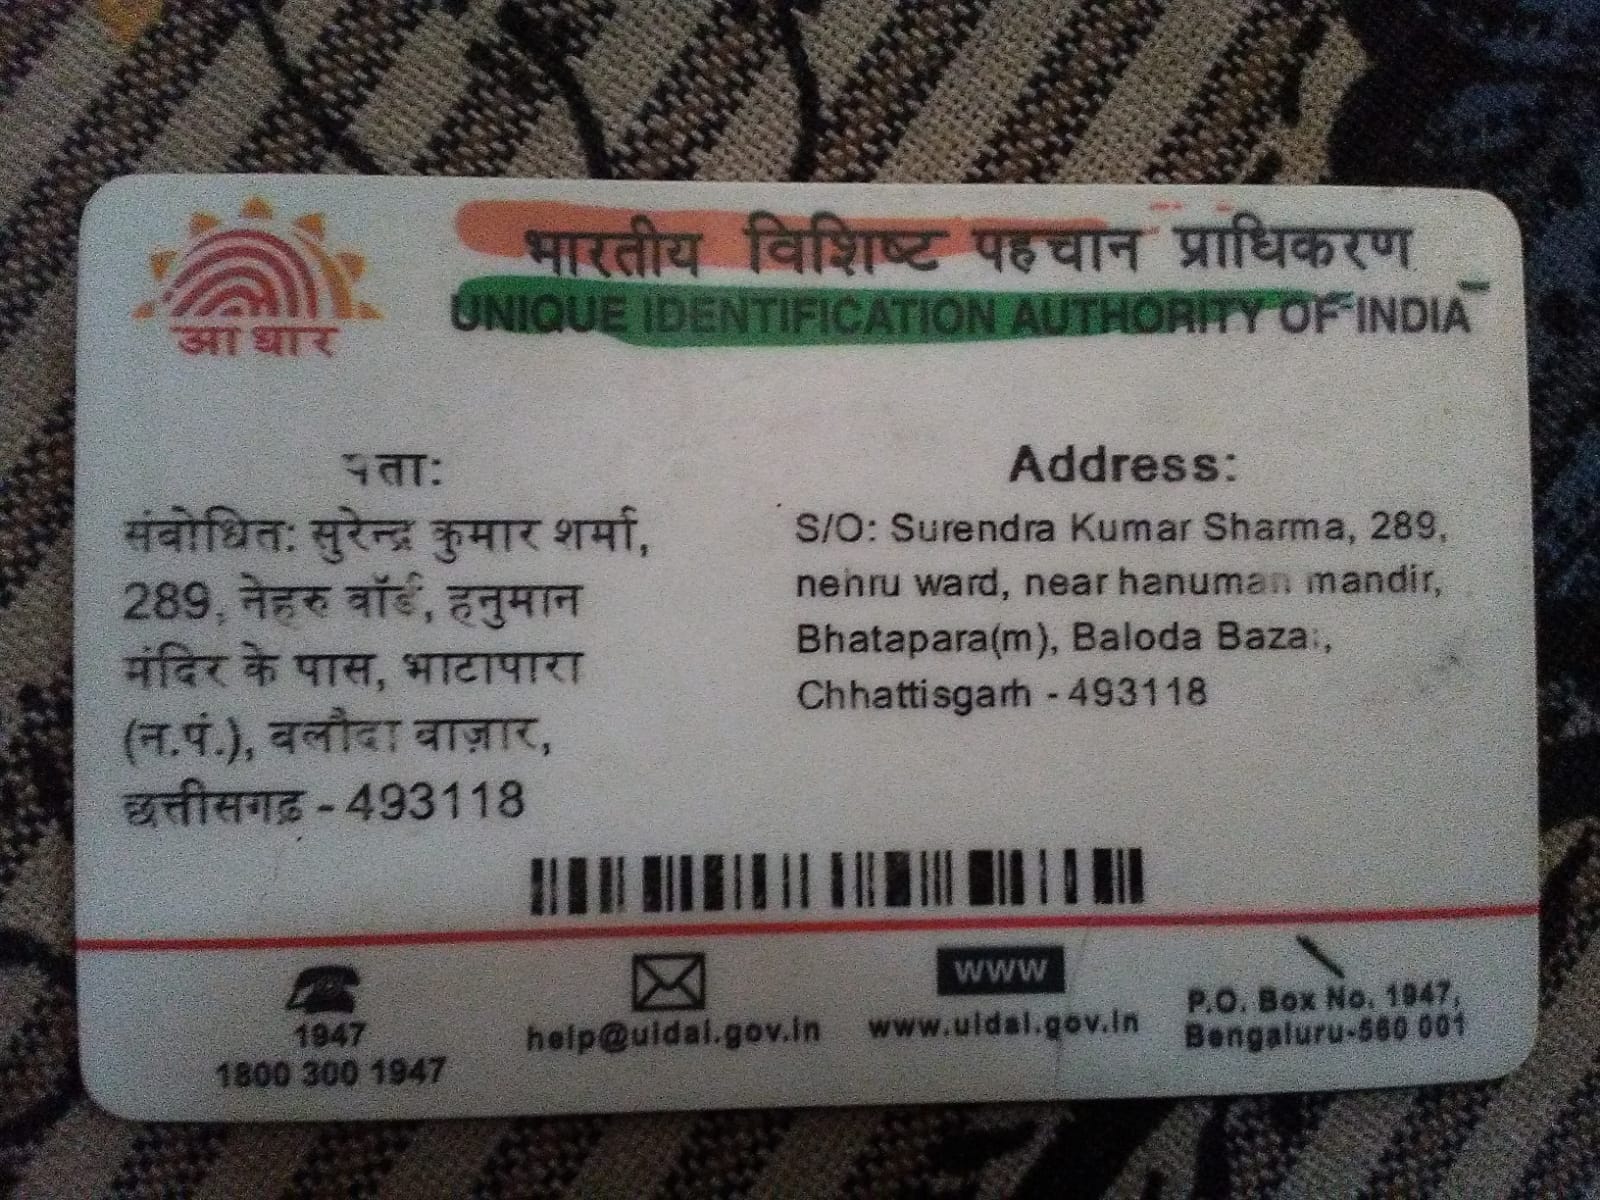 भारतीय विशिष्ट पहचान प्राधिकरण
UNIQUE IDENTIFICATION AUTHORITY OF INDIA
आधार
पता:
संबोधित: सुरेन्द्र कुमार शर्मा,
289, नेहरु वॉर्ड, हनुमान
मंदिर के पास, भाटापारा
(न.पं.), बलौदा बाज़ार,
छत्तीसगढ़ - 493118
Address:
S/O: Surendra Kumar Sharma, 289,
nehru ward, near hanuman mandir,
Bhatapara(m), Baloda Bazar,
Chhattisgarh - 493118
1947
1800 300 1947
help@uidai.gov.in
WWW
www.uidai.gov.in
P.O. Box No. 1947,
Bengaluru-560 001